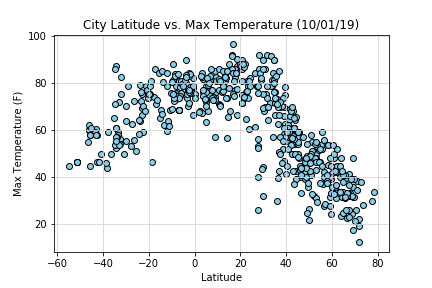 City Latitude vs. Max Temperature (10/01/19)
100
80
60
40
20
Max Temperature (F)
−60 −40 −20 0 20 40 60 80
Latitude